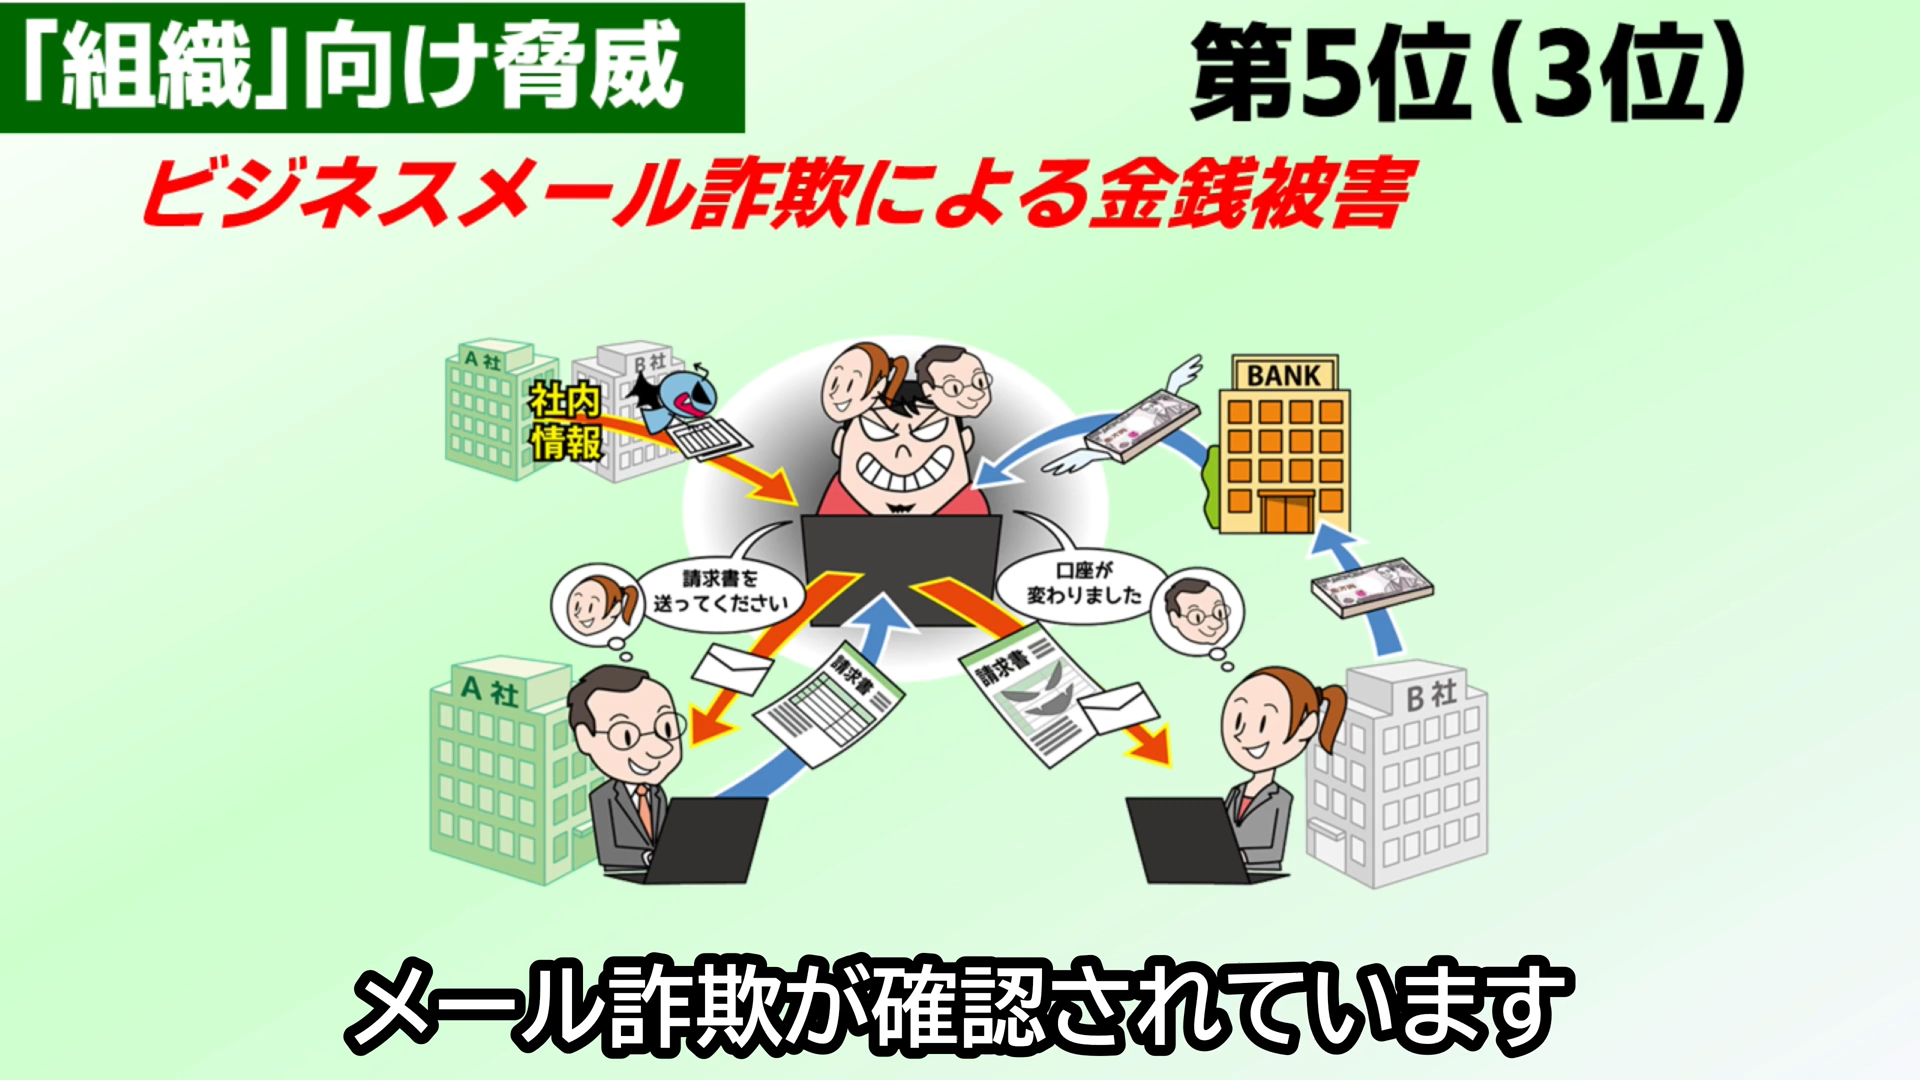 「組織」向け脅威
第5位(3位)
ビジネスメール詐欺による金銭被害
A社
B社
社内
情報
BANK
請求書を
送ってください
口座が
変わりました
請求書
請求書
A社
B社
メール詐欺が確認されています